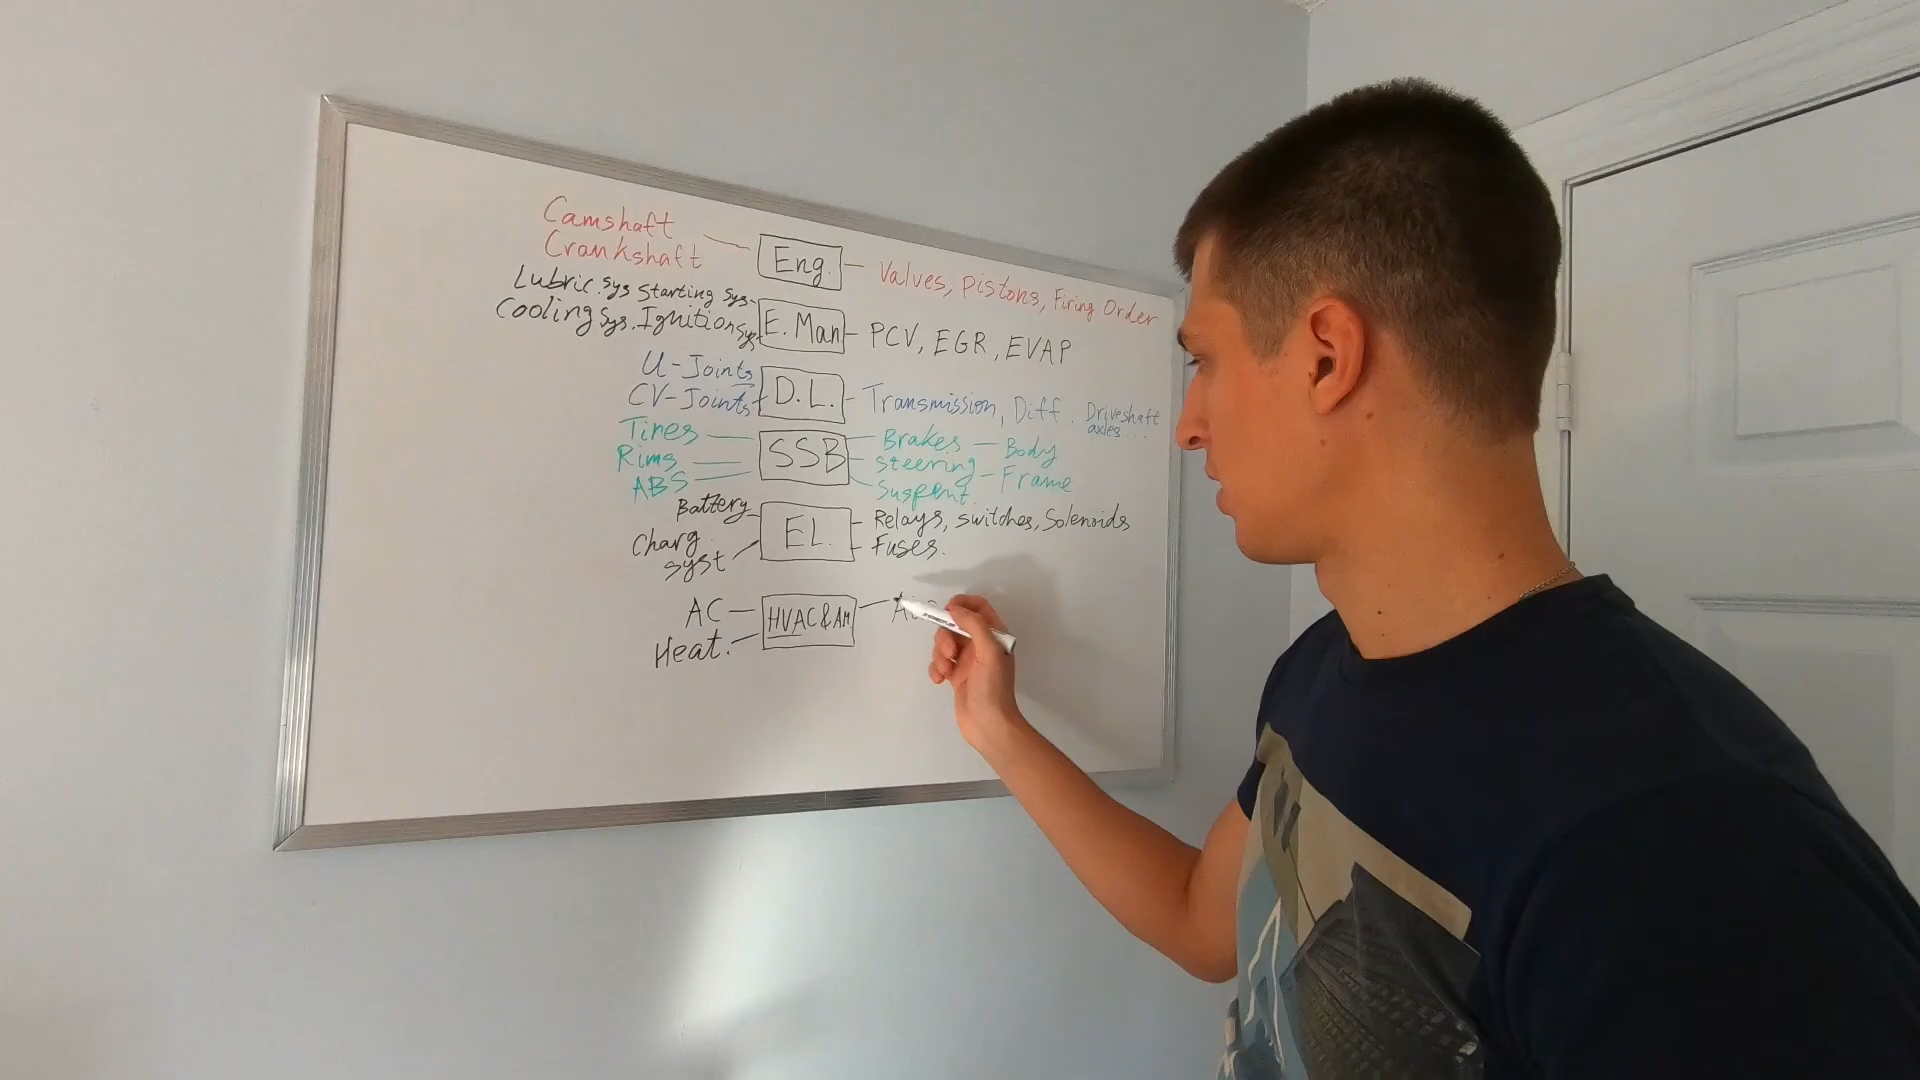 Camshaft
Crankshaft
Eng.
Valves, pistons, Firing Order
Lubric. sys Starting sys
Cooling sys. Ignition syst
E. Man
PCV, EGR, EVAP
U-Joints
CV-Joints
D.L.
Transmission, Diff. Driveshaft
axles...
Tires
Rims
ABS
SSB
Brakes — Body
Steering — Frame
Suspent.
Battery
Charg
syst
EL.
Relays, switches, Solenoids
Fuses.
AC
Heat.
HVAC & AM